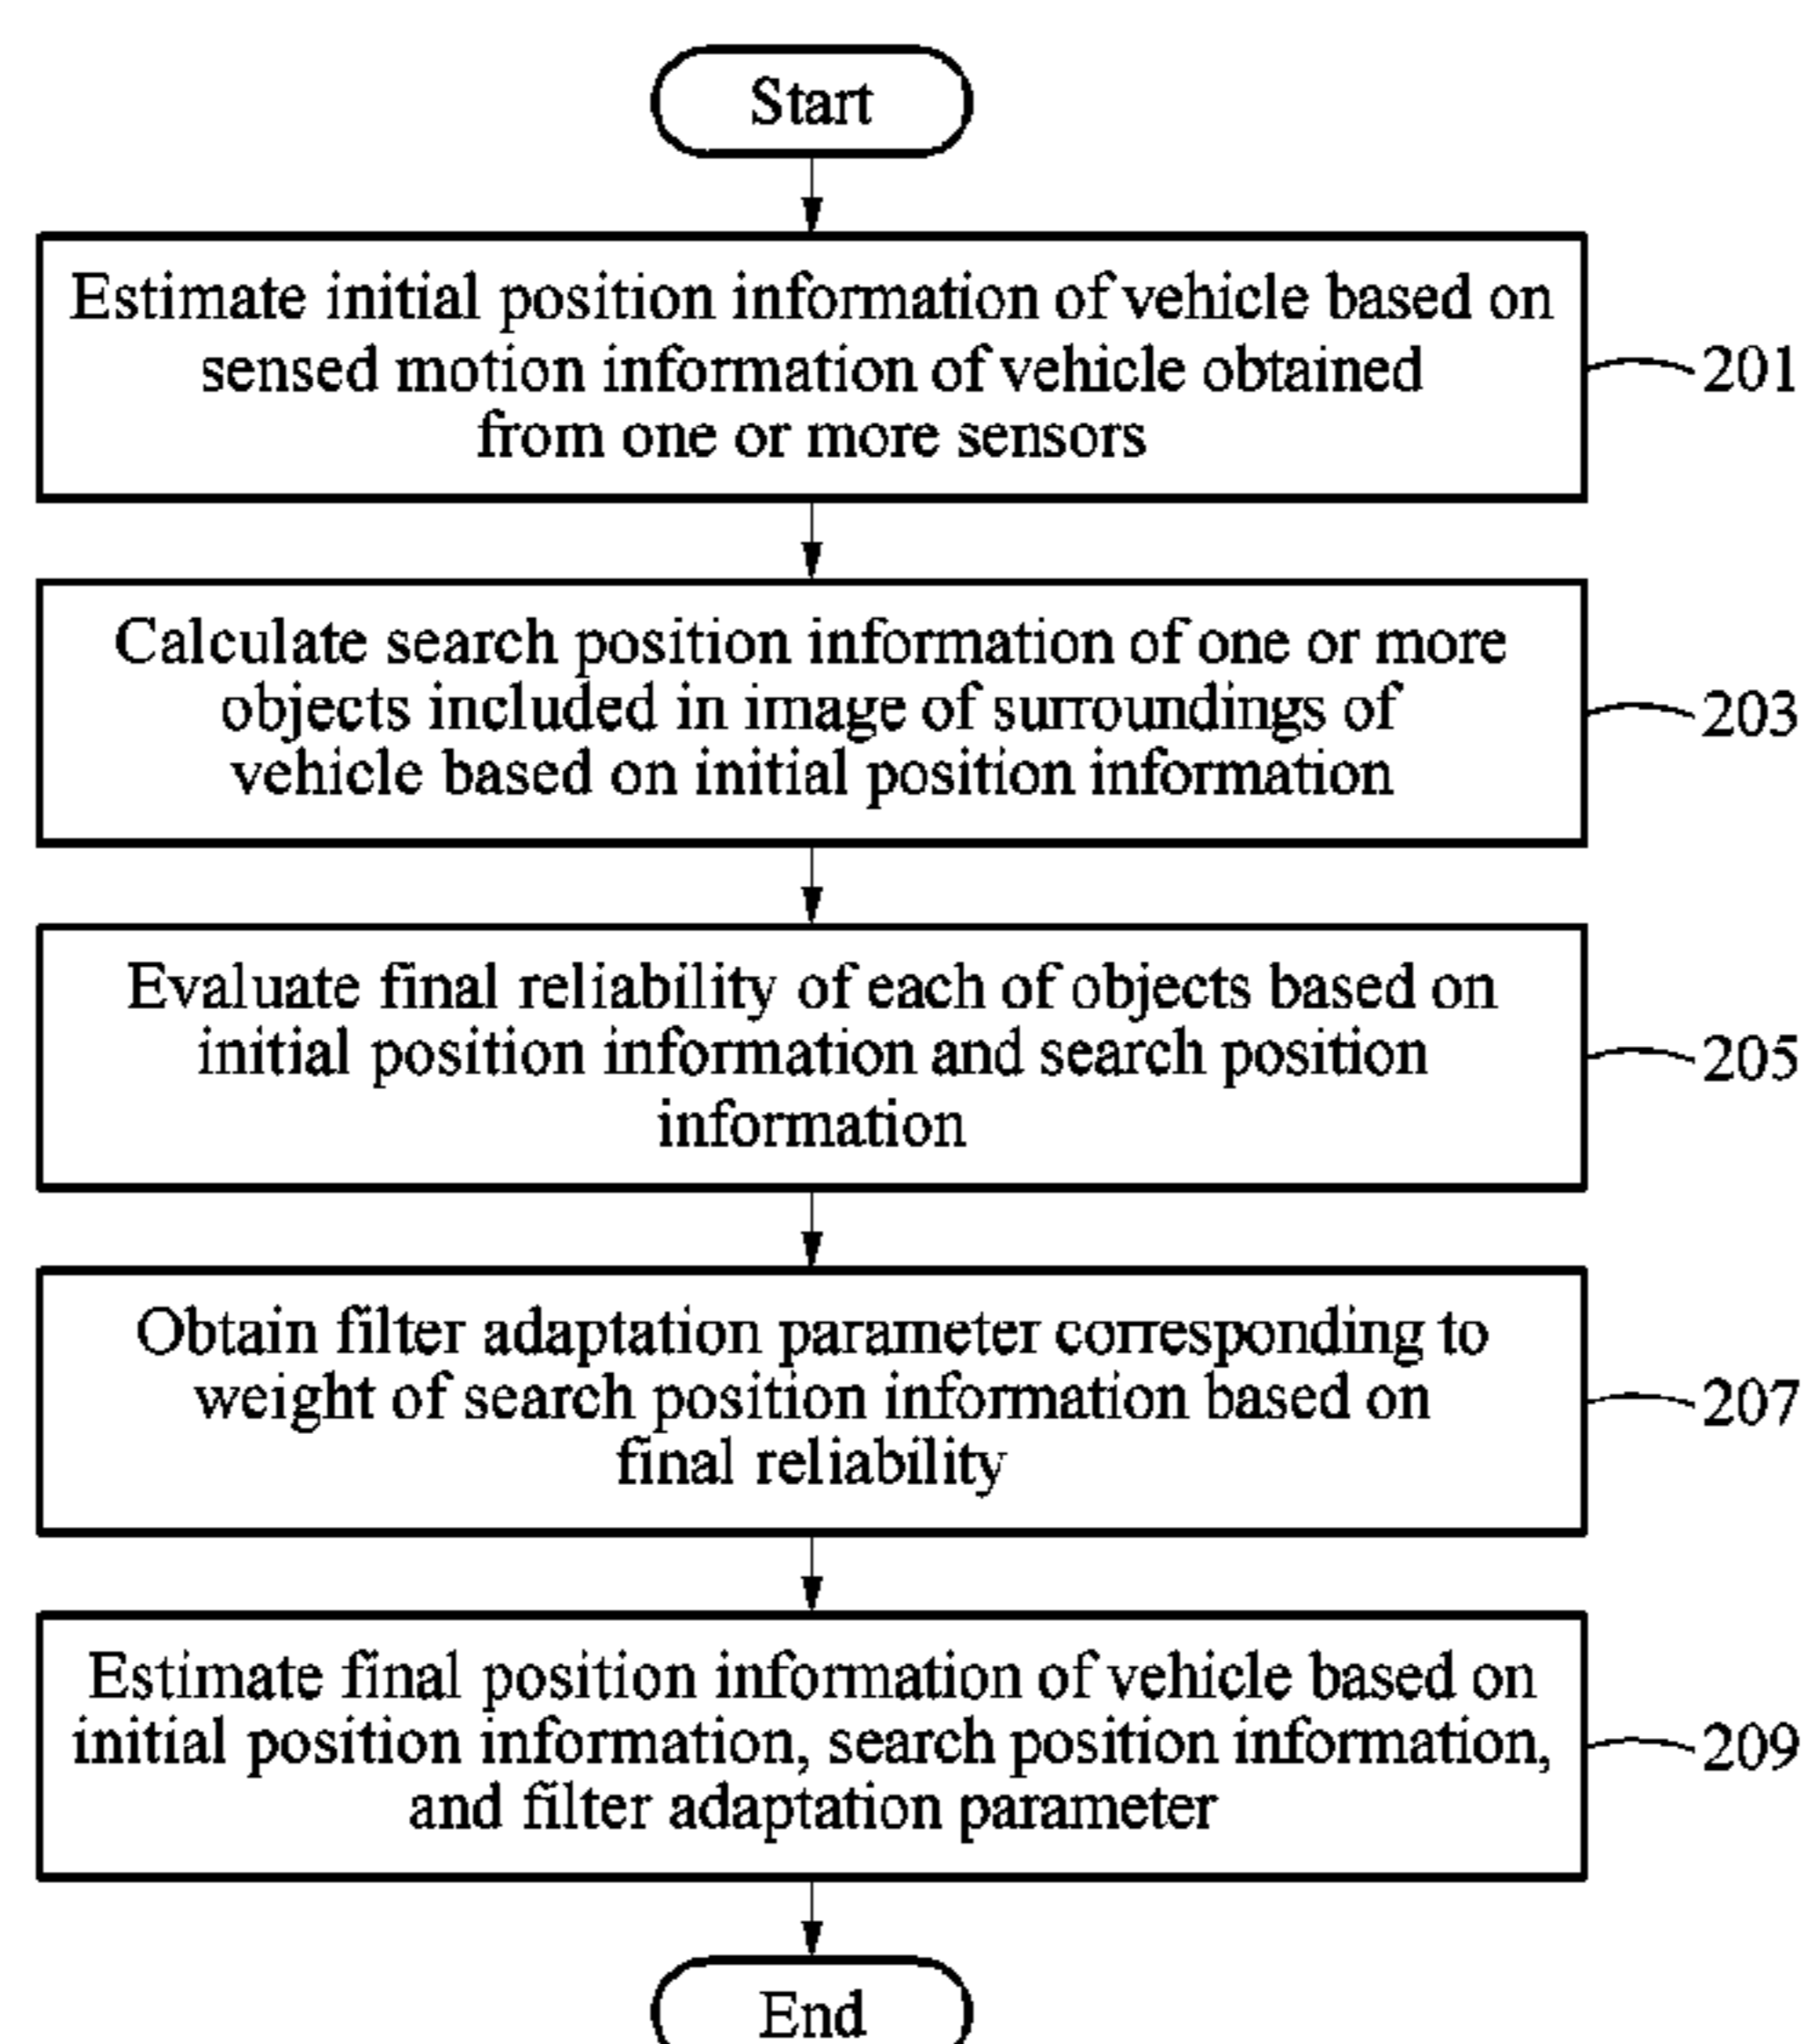 Start
Estimate initial position information of vehicle based on
sensed motion information of vehicle obtained
from one or more sensors
201
Calculate search position information of one or more
objects included in image of surroundings of
vehicle based on initial position information
203
Evaluate final reliability of each of objects based on
initial position information and search position
information
205
Obtain filter adaptation parameter corresponding to
weight of search position information based on
final reliability
207
Estimate final position information of vehicle based on
initial position information, search position information,
and filter adaptation parameter
209
End